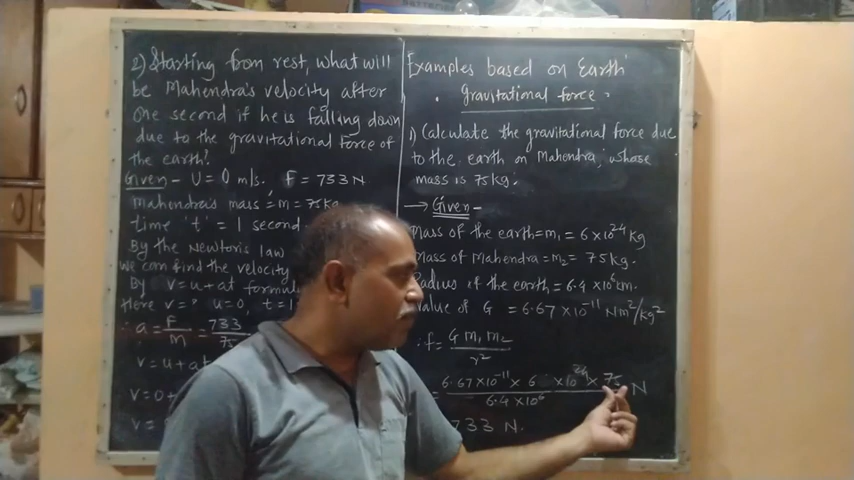 2) Starting from rest, what will
be Mahendra's velocity after
one second if he is falling down
due to the gravitational force of
the earth?
Given - U = 0 m/s. F = 733 N
Mahendra's mass = m = 75 kg
time 't' = 1 second
By the Newton's law
we can find the velocity
By v = u + at formula
Here v = ? u = 0, t = 1
∴ a = F/m = 733/75
v = u + at
v = 0 +
v =
Examples based on Earth
gravitational force.
1) Calculate the gravitational force due
to the earth on Mahendra, whose
mass is 75 kg.
→ Given -
Mass of the earth = m₁ = 6 × 10²⁴ kg
Mass of Mahendra = m₂ = 75 kg.
Radius of the earth = 6.4 × 10⁶ m.
Value of G = 6.67 × 10⁻¹¹ Nm²/kg²
∴ f = G m₁ m₂ / r²
= 6.67 × 10⁻¹¹ × 6 × 10²⁴ × 75 / 6.4 × 10⁶ N
733 N.